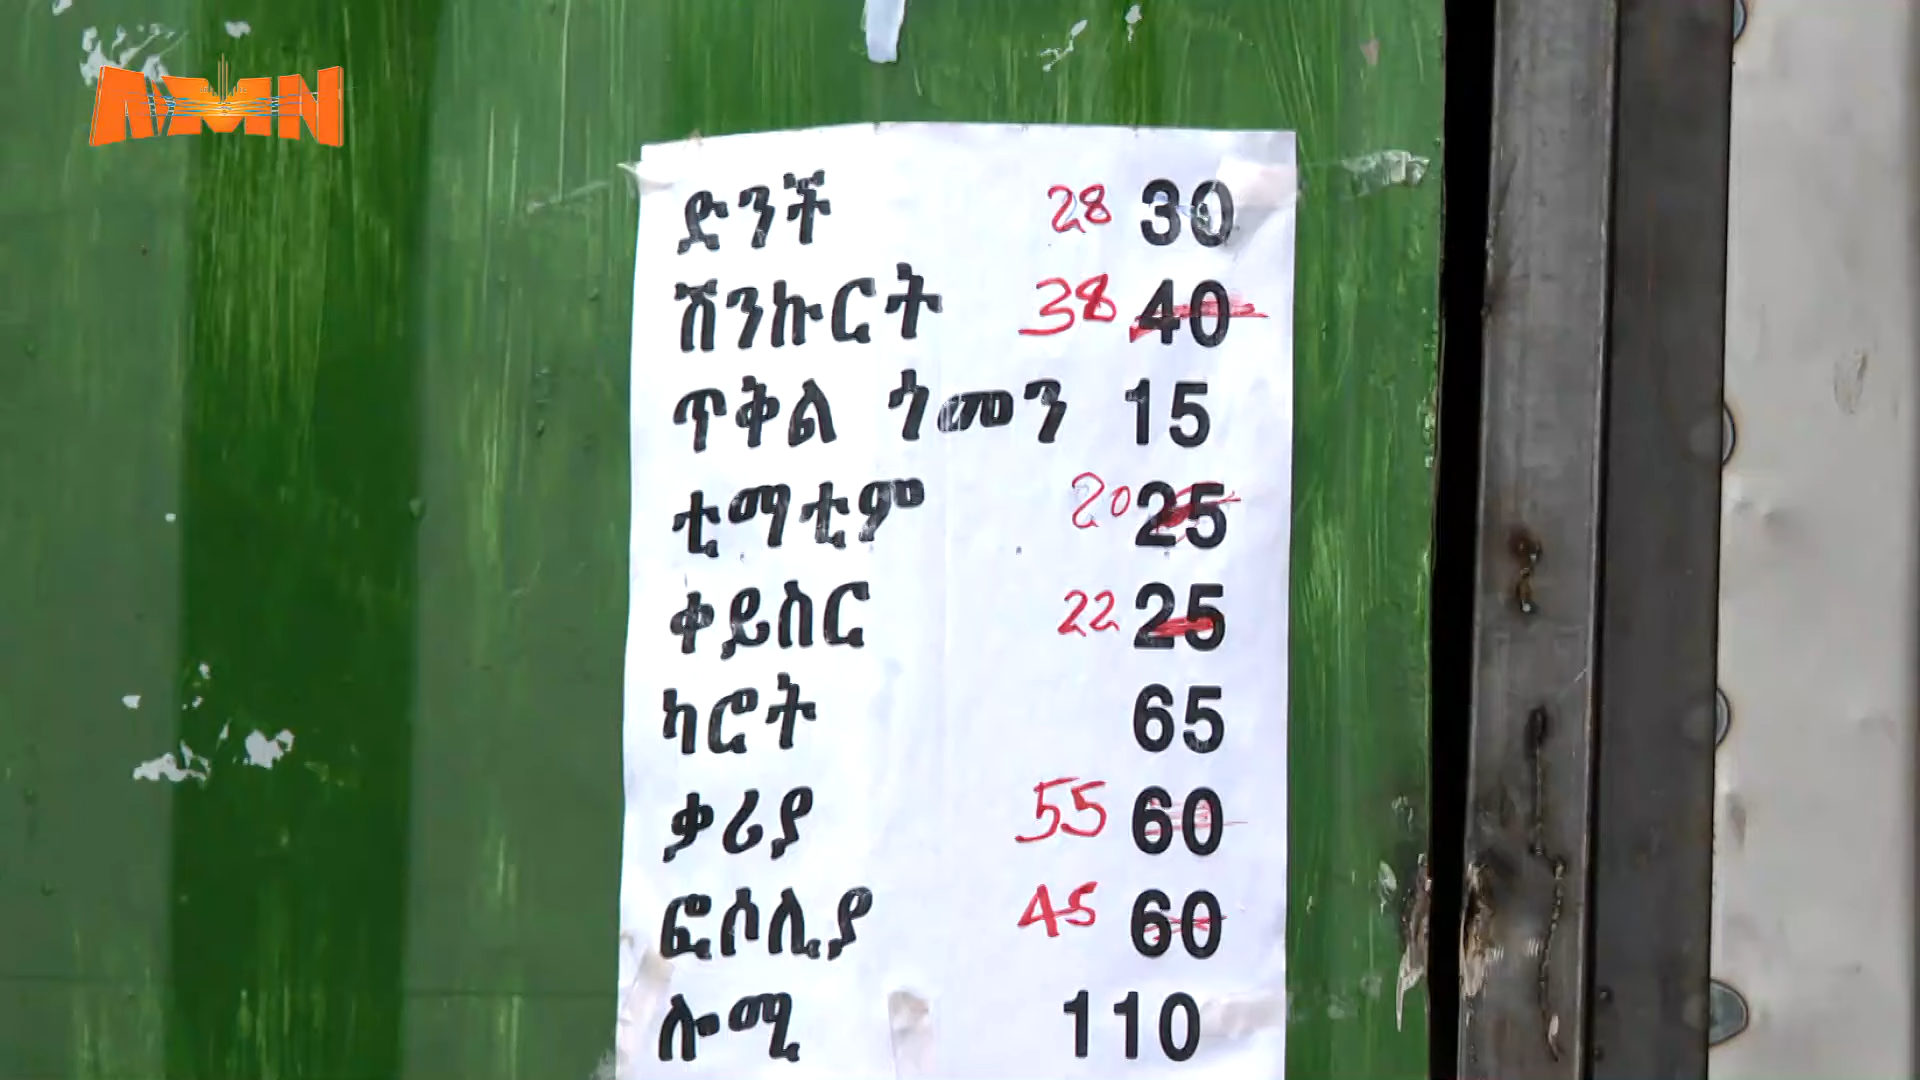 AMN
ድንች 28 30
ሽንኩርት 38 40
ጥቅል ጎመን 15
ቲማቲም 20 25
ቀይስር 22 25
ካሮት 65
ቃሪያ 55 60
ፎሶሊያ 45 60
ሎሚ 110